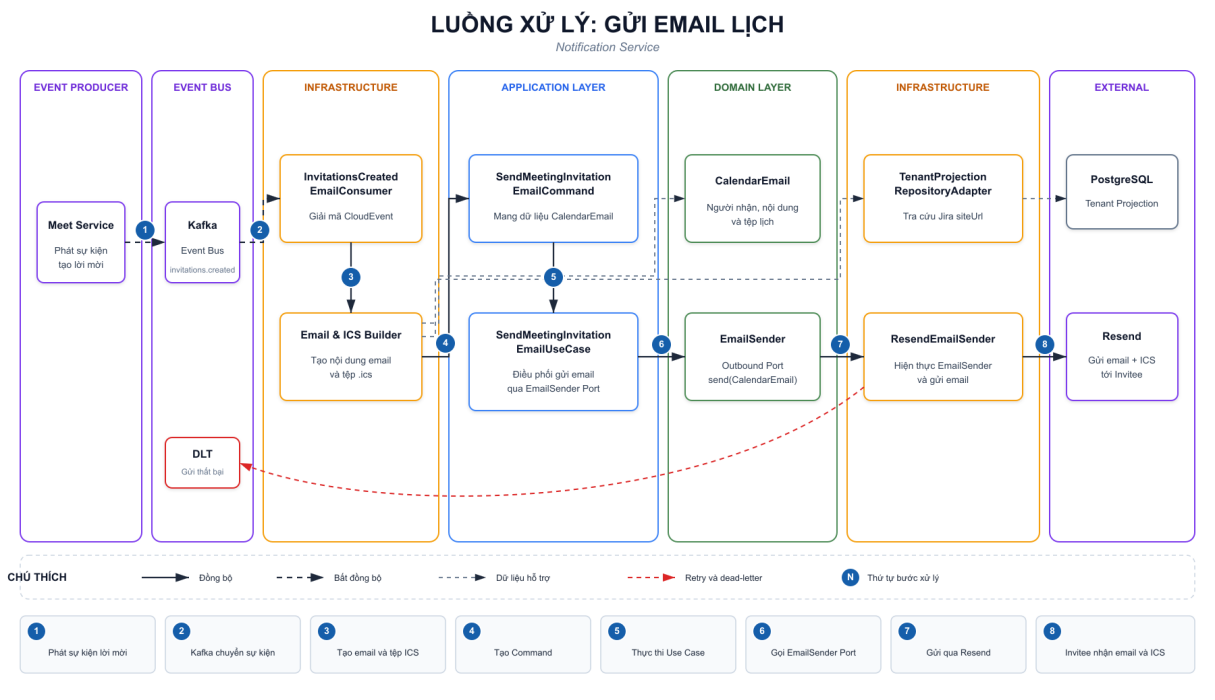 LUỒNG XỬ LÝ: GỬI EMAIL LỊCH
Notification Service
EVENT PRODUCER
EVENT BUS
INFRASTRUCTURE
APPLICATION LAYER
DOMAIN LAYER
INFRASTRUCTURE
EXTERNAL
Meet Service
Phát sự kiện
tạo lời mời
1
Kafka
Event Bus
invitations.created
2
InvitationsCreated
EmailConsumer
Giải mã CloudEvent
3
Email & ICS Builder
Tạo nội dung email
và tệp .ics
4
SendMeetingInvitation
EmailCommand
Mang dữ liệu CalendarEmail
5
SendMeetingInvitation
EmailUseCase
Điều phối gửi email
qua EmailSender Port
6
CalendarEmail
Người nhận, nội dung
và tệp lịch
EmailSender
Outbound Port
send(CalendarEmail)
7
TenantProjection
RepositoryAdapter
Tra cứu Jira siteUrl
ResendEmailSender
Hiện thực EmailSender
và gửi email
8
PostgreSQL
Tenant Projection
Resend
Gửi email + ICS
tới Invitee
DLT
Gửi thất bại
CHÚ THÍCH
Đồng bộ
Bất đồng bộ
Dữ liệu hỗ trợ
Retry và dead-letter
N
Thứ tự bước xử lý
1
Phát sự kiện lời mời
2
Kafka chuyển sự kiện
3
Tạo email và tệp ICS
4
Tạo Command
5
Thực thi Use Case
6
Gọi EmailSender Port
7
Gửi qua Resend
8
Invitee nhận email và ICS